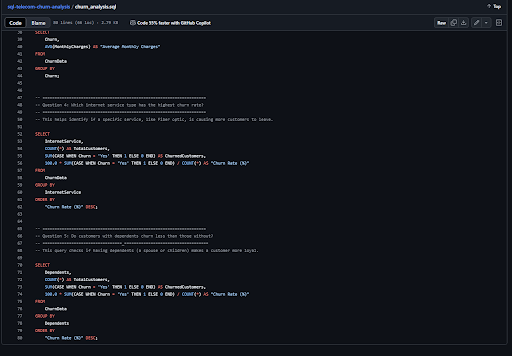 sql-telecom-churn-analysis / churn_analysis.sql
Top
Code Blame 80 lines (66 loc) · 2.79 KB Code 55% faster with GitHub Copilot Raw
38 SELECT
39 Churn,
40 AVG(MonthlyCharges) AS "Average Monthly Charges"
41 FROM
42 ChurnData
43 GROUP BY
44 Churn;
45
46
47 -- =============================================================
48 -- Question 4: Which internet service type has the highest churn rate?
49 -- =============================================================
50 -- This helps identify if a specific service, like Fiber optic, is causing more customers to leave.
51
52 SELECT
53 InternetService,
54 COUNT(*) AS TotalCustomers,
55 SUM(CASE WHEN Churn = 'Yes' THEN 1 ELSE 0 END) AS ChurnedCustomers,
56 100.0 * SUM(CASE WHEN Churn = 'Yes' THEN 1 ELSE 0 END) / COUNT(*) AS "Churn Rate (%)"
57 FROM
58 ChurnData
59 GROUP BY
60 InternetService
61 ORDER BY
62 "Churn Rate (%)" DESC;
63
64
65 -- =============================================================
66 -- Question 5: Do customers with dependents churn less than those without?
67 -- =============================================================
68 -- This query checks if having dependents (a spouse or children) makes a customer more loyal.
69
70 SELECT
71 Dependents,
72 COUNT(*) AS TotalCustomers,
73 SUM(CASE WHEN Churn = 'Yes' THEN 1 ELSE 0 END) AS ChurnedCustomers,
74 100.0 * SUM(CASE WHEN Churn = 'Yes' THEN 1 ELSE 0 END) / COUNT(*) AS "Churn Rate (%)"
75 FROM
76 ChurnData
77 GROUP BY
78 Dependents
79 ORDER BY
80 "Churn Rate (%)" DESC;